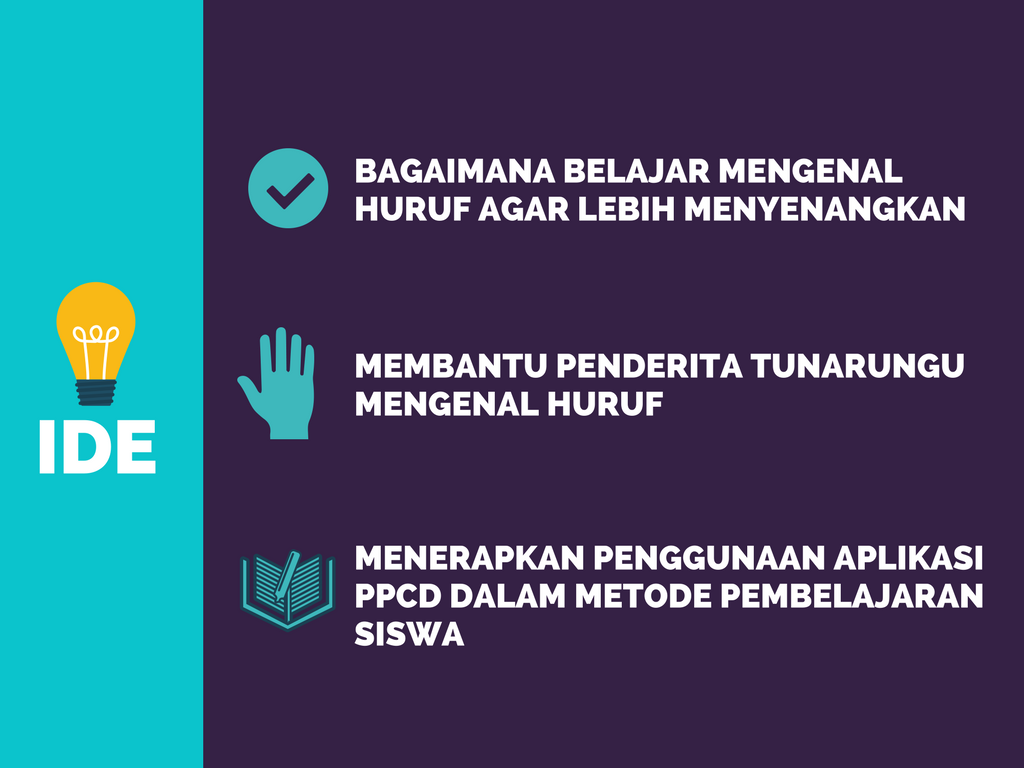 IDE
BAGAIMANA BELAJAR MENGENAL
HURUF AGAR LEBIH MENYENANGKAN
MEMBANTU PENDERITA TUNARUNGU
MENGENAL HURUF
MENERAPKAN PENGGUNAAN APLIKASI
PPCD DALAM METODE PEMBELAJARAN
SISWA